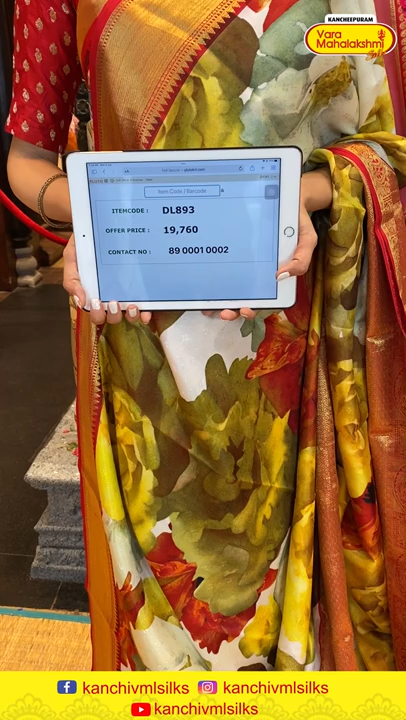 KANCHEEPURAM
Vara
Mahalakshmi
Silks
Item Code / Barcode
ITEMCODE : DL893
OFFER PRICE : 19,760
CONTACT NO : 89 0001 0002
kanchivmlsilks kanchivmlsilks
kanchivmlsilks